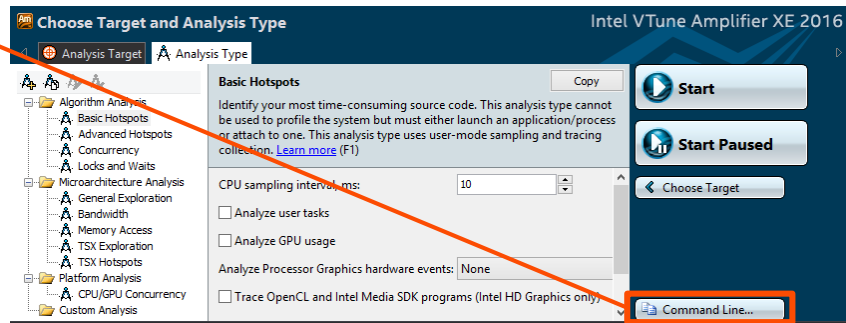 Choose Target and Analysis Type
Intel VTune Amplifier XE 2016
Analysis Target
Analysis Type
Algorithm Analysis
Basic Hotspots
Advanced Hotspots
Concurrency
Locks and Waits
Microarchitecture Analysis
General Exploration
Bandwidth
Memory Access
TSX Exploration
TSX Hotspots
Platform Analysis
CPU/GPU Concurrency
Custom Analysis
Basic Hotspots
Copy
Identify your most time-consuming source code. This analysis type cannot
be used to profile the system but must either launch an application/process
or attach to one. This analysis type uses user-mode sampling and tracing
collection. Learn more (F1)
CPU sampling interval, ms:
10
Analyze user tasks
Analyze GPU usage
Analyze Processor Graphics hardware events: None
Trace OpenCL and Intel Media SDK programs (Intel HD Graphics only)
Start
Start Paused
Choose Target
Command Line...